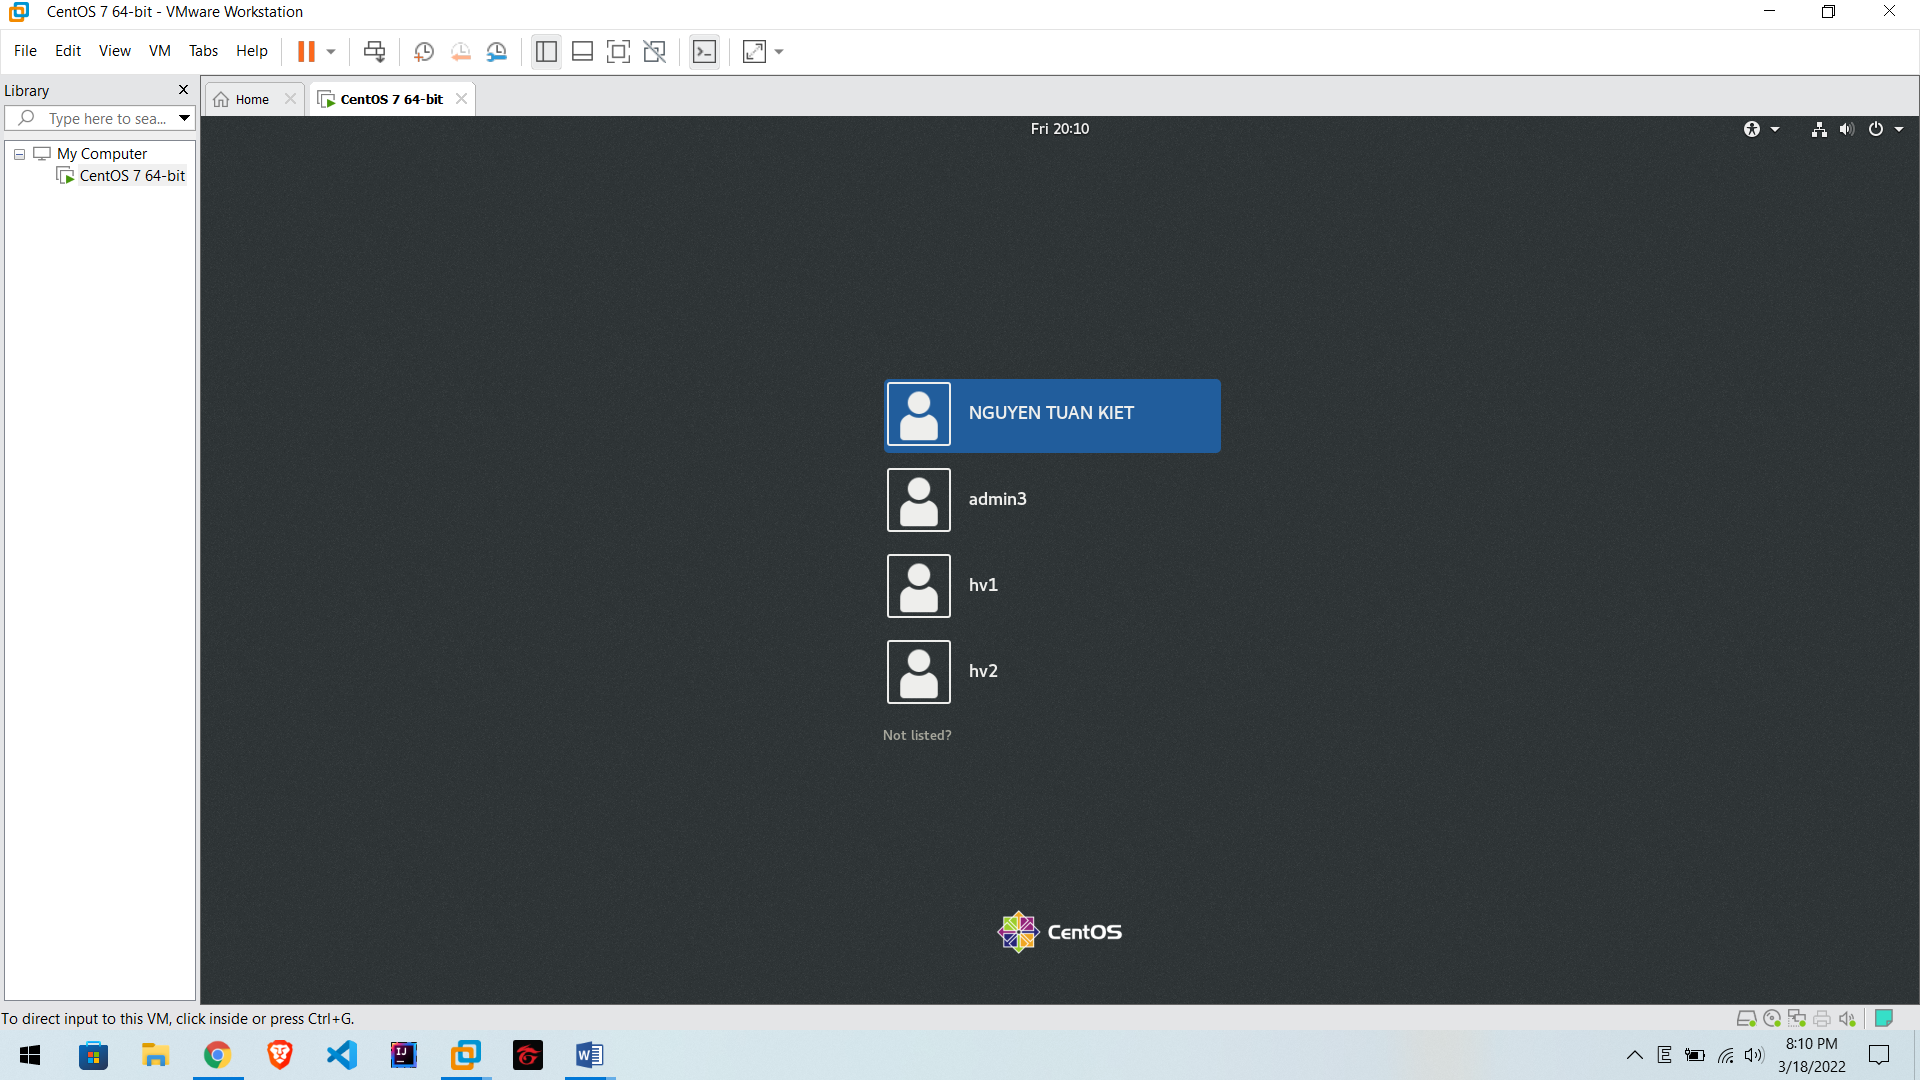 CentOS 7 64-bit - VMware Workstation
File Edit View VM Tabs Help
Library
Home
CentOS 7 64-bit
Type here to sea...
My Computer
CentOS 7 64-bit
Fri 20:10
NGUYEN TUAN KIET
admin3
hv1
hv2
Not listed?
CentOS
To direct input to this VM, click inside or press Ctrl+G.
8:10 PM
3/18/2022